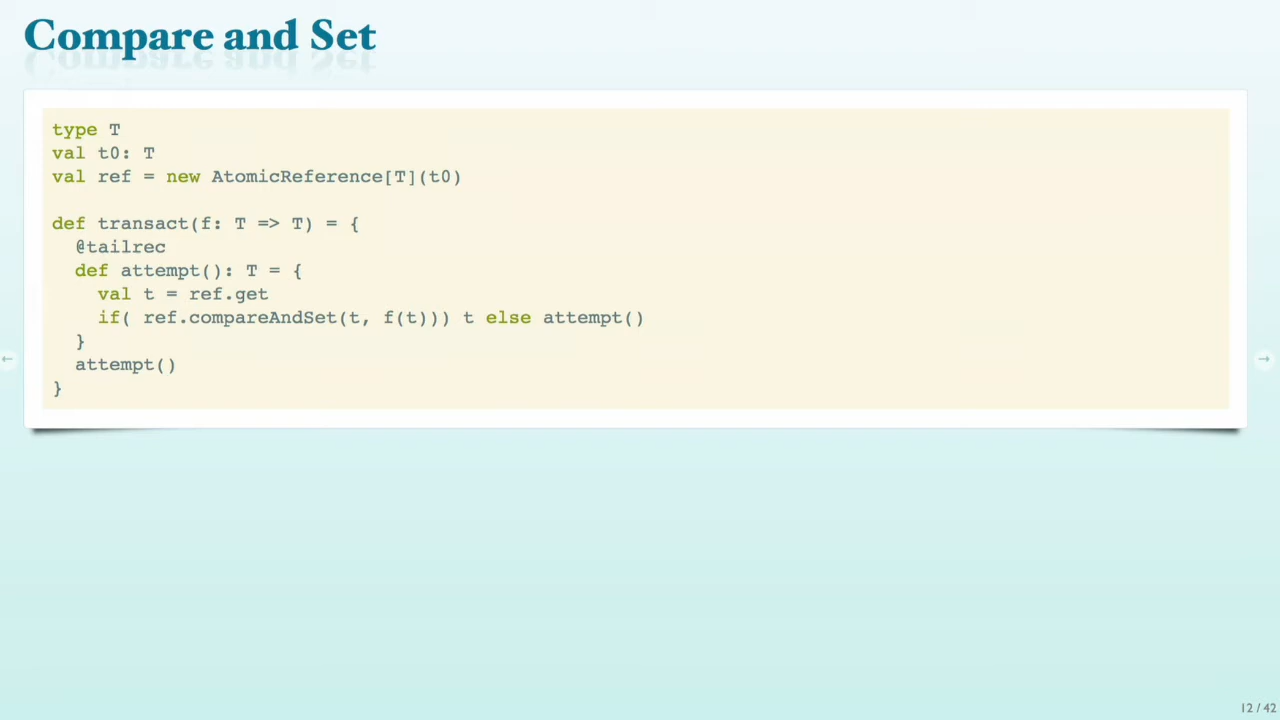 Compare and Set
type T
val t0: T
val ref = new AtomicReference[T](t0)
def transact(f: T => T) = {
@tailrec
def attempt(): T = {
val t = ref.get
if( ref.compareAndSet(t, f(t))) t else attempt()
}
attempt()
}
←
→
12 / 42